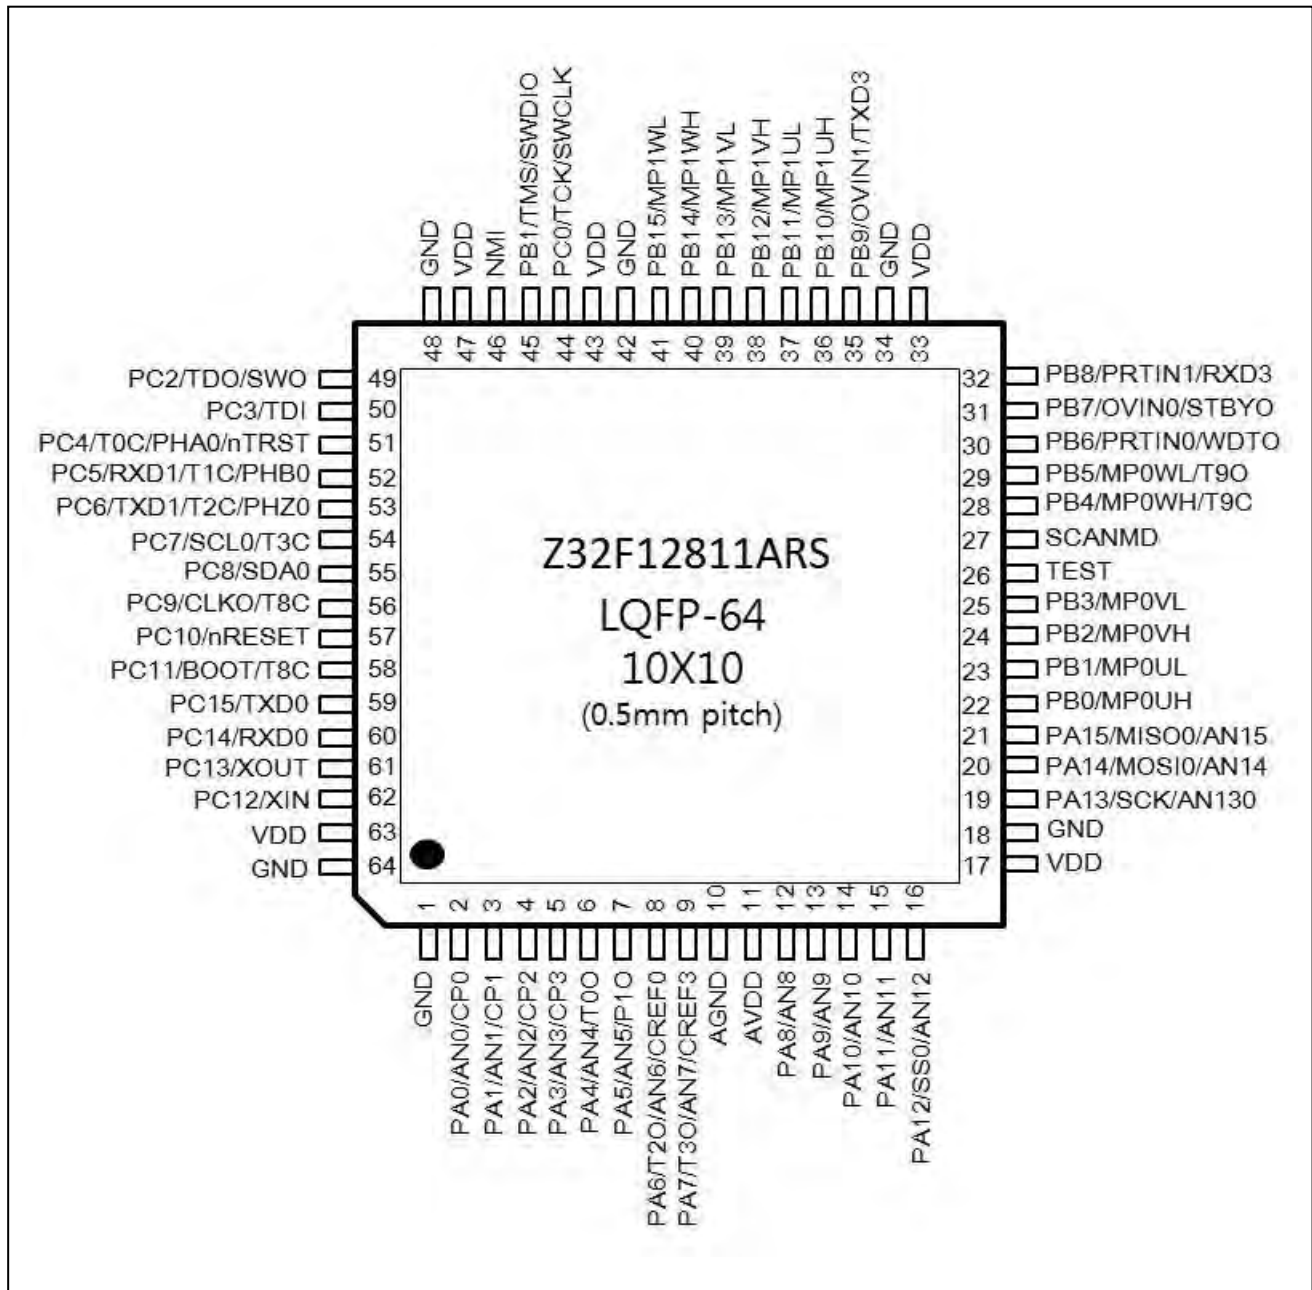 GND
VDD
NMI
PB1/TMS/SWDIO
PC0/TCK/SWCLK
VDD
GND
PB15/MP1WL
PB14/MP1WH
PB13/MP1VL
PB12/MP1VH
PB11/MP1UL
PB10/MP1UH
PB9/OVIN1/TXD3
GND
VDD
48
47
46
45
44
43
42
41
40
39
38
37
36
35
34
33
PC2/TDO/SWO 49
PC3/TDI 50
PC4/T0C/PHA0/nTRST 51
PC5/RXD1/T1C/PHB0 52
PC6/TXD1/T2C/PHZ0 53
PC7/SCL0/T3C 54
PC8/SDA0 55
PC9/CLKO/T8C 56
PC10/nRESET 57
PC11/BOOT/T8C 58
PC15/TXD0 59
PC14/RXD0 60
PC13/XOUT 61
PC12/XIN 62
VDD 63
GND 64
Z32F12811ARS
LQFP-64
10X10
(0.5mm pitch)
32 PB8/PRTIN1/RXD3
31 PB7/OVIN0/STBYO
30 PB6/PRTIN0/WDTO
29 PB5/MP0WL/T9O
28 PB4/MP0WH/T9C
27 SCANMD
26 TEST
25 PB3/MP0VL
24 PB2/MP0VH
23 PB1/MP0UL
22 PB0/MP0UH
21 PA15/MISO0/AN15
20 PA14/MOSI0/AN14
19 PA13/SCK/AN130
18 GND
17 VDD
1
2
3
4
5
6
7
8
9
10
11
12
13
14
15
16
GND
PA0/AN0/CP0
PA1/AN1/CP1
PA2/AN2/CP2
PA3/AN3/CP3
PA4/AN4/T0O
PA5/AN5/P1O
PA6/T2O/AN6/CREF0
PA7/T3O/AN7/CREF3
AGND
AVDD
PA8/AN8
PA9/AN9
PA10/AN10
PA11/AN11
PA12/SS0/AN12